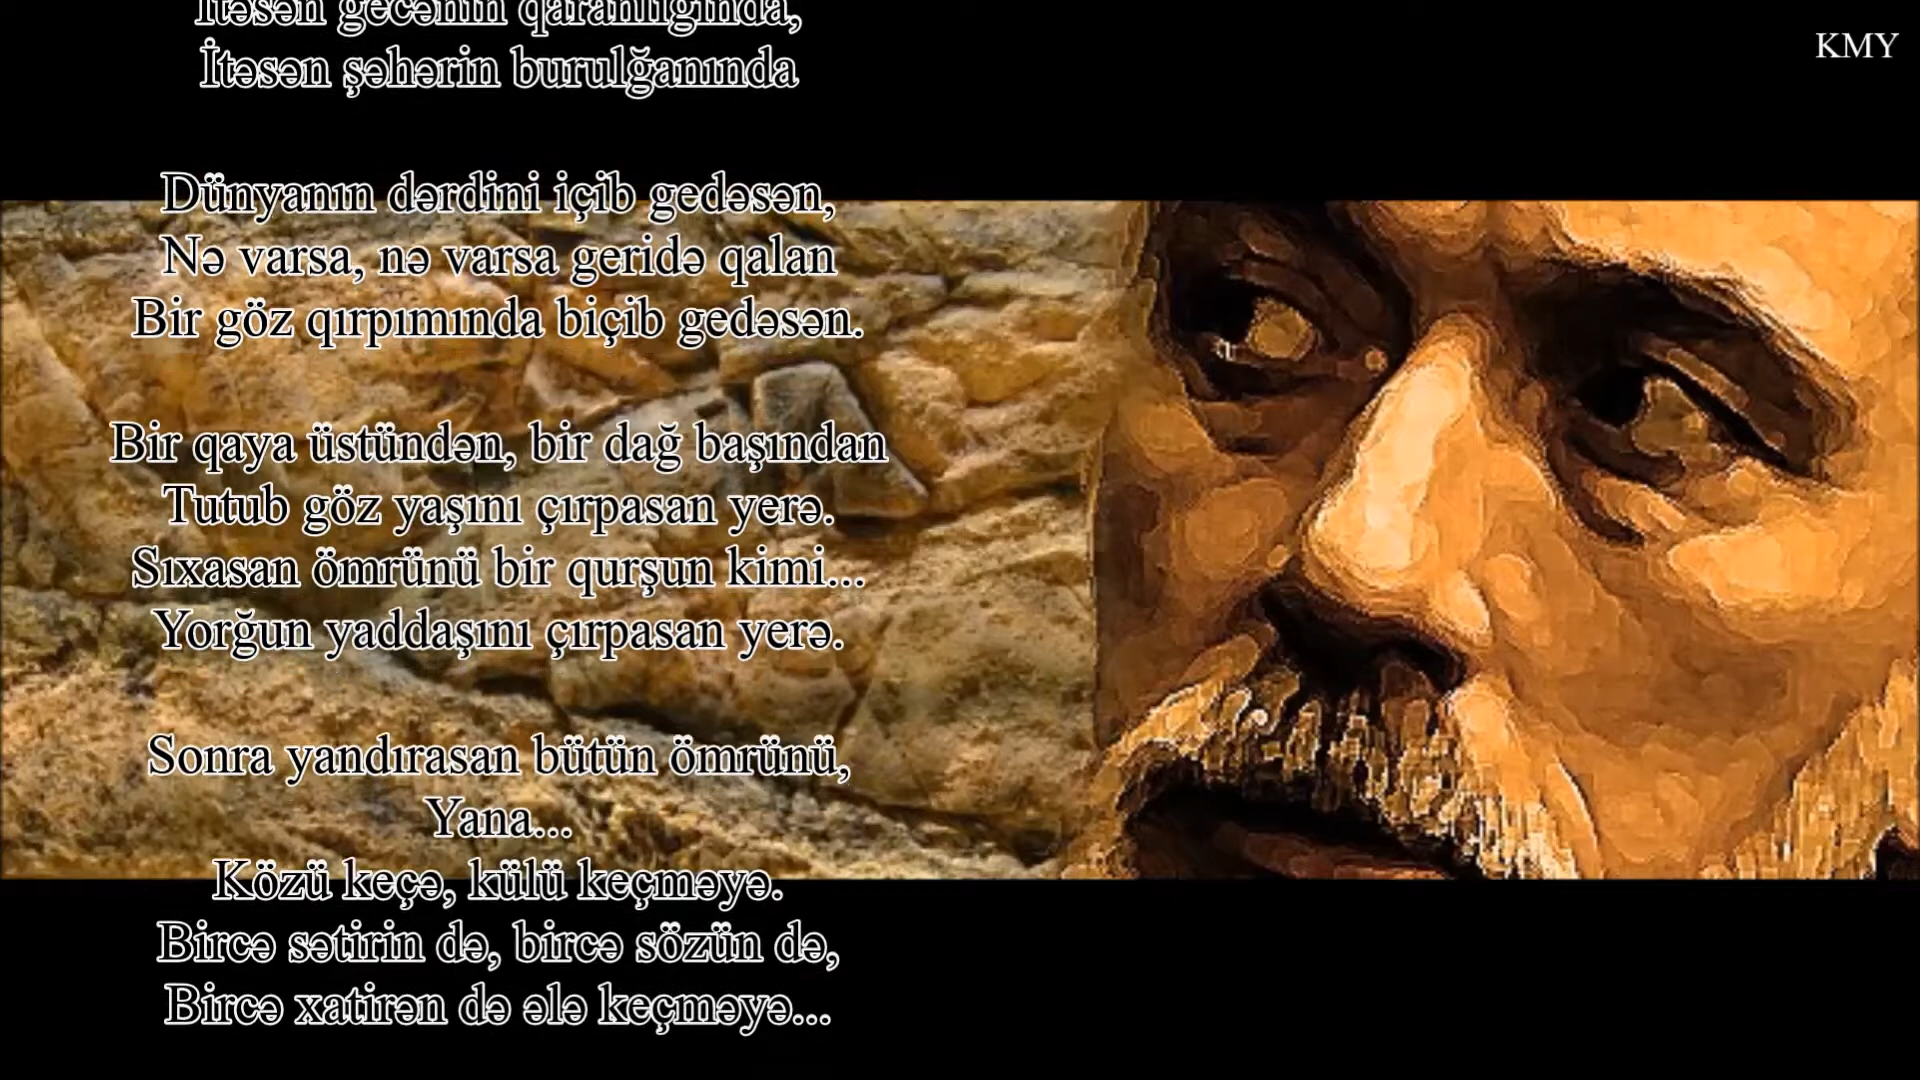 İtəsən gecənin qaranlığında,
İtəsən şəhərin burulğanında
KMY
Dünyanın dərdini içib gedəsən,
Nə varsa, nə varsa geridə qalan
Bir göz qırpımında biçib gedəsən.
Bir qaya üstündən, bir dağ başından
Tutub göz yaşını çırpasan yerə.
Sıxasan ömrünü bir qurşun kimi...
Yorğun yaddaşını çırpasan yerə.
Sonra yandırasan bütün ömrünü,
Yana...
Közü keçə, külü keçməyə.
Bircə sətirin də, bircə sözün də,
Bircə xatirən də ələ keçməyə...